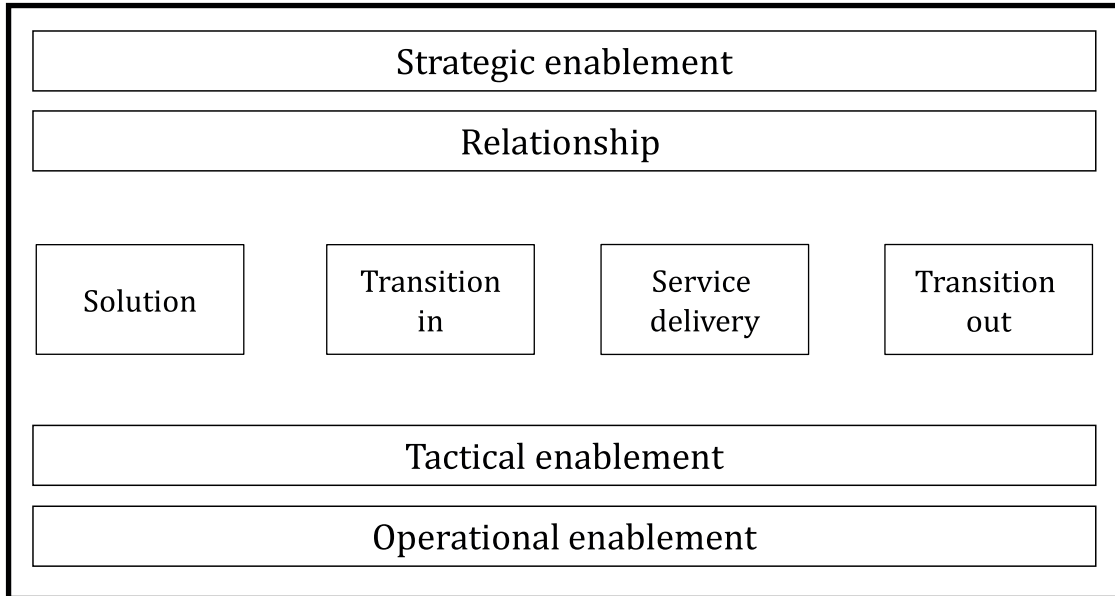 Strategic enablement
Relationship
Solution
Transition
in
Service
delivery
Transition
out
Tactical enablement
Operational enablement